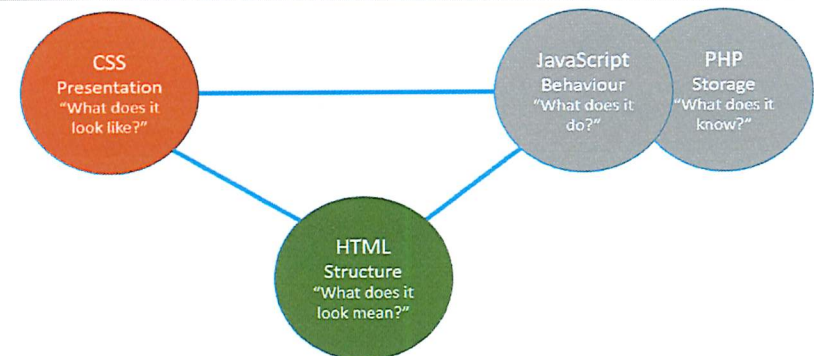 CSS
Presentation
“What does it
look like?”
JavaScript
Behaviour
“What does it
do?”
PHP
Storage
“What does it
know?”
HTML
Structure
“What does it
look mean?”